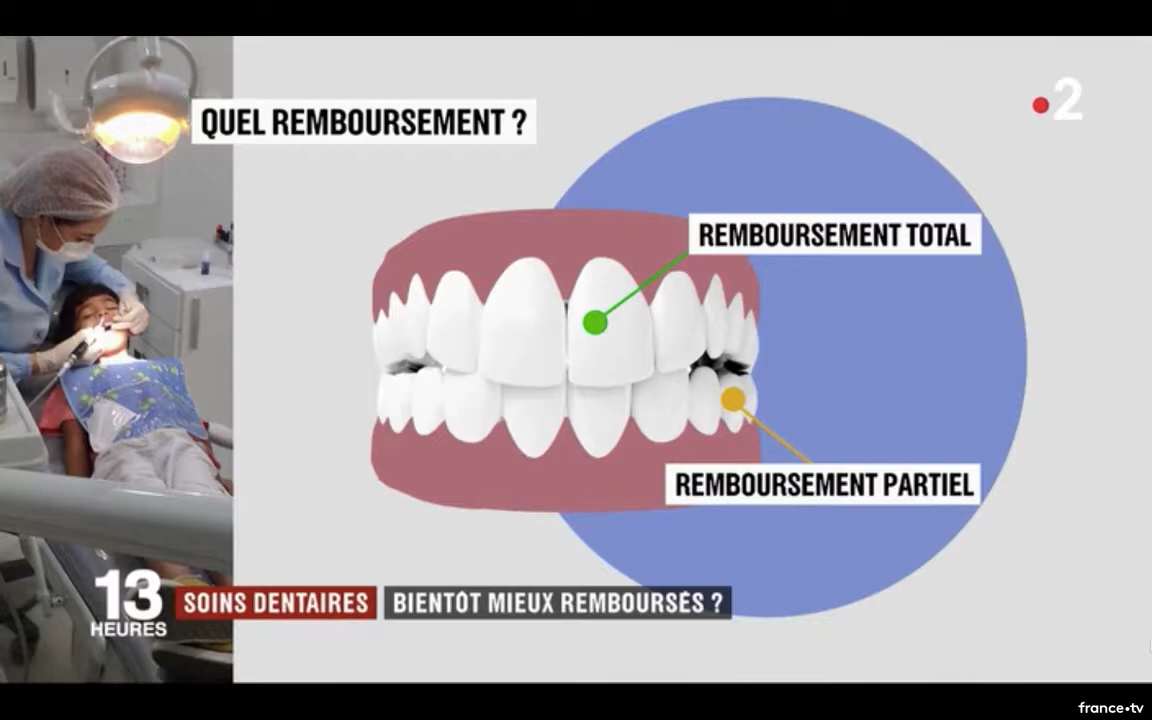 QUEL REMBOURSEMENT ?
2
REMBOURSEMENT TOTAL
REMBOURSEMENT PARTIEL
13
HEURES
SOINS DENTAIRES
BIENTÔT MIEUX REMBOURSÉS ?
france•tv